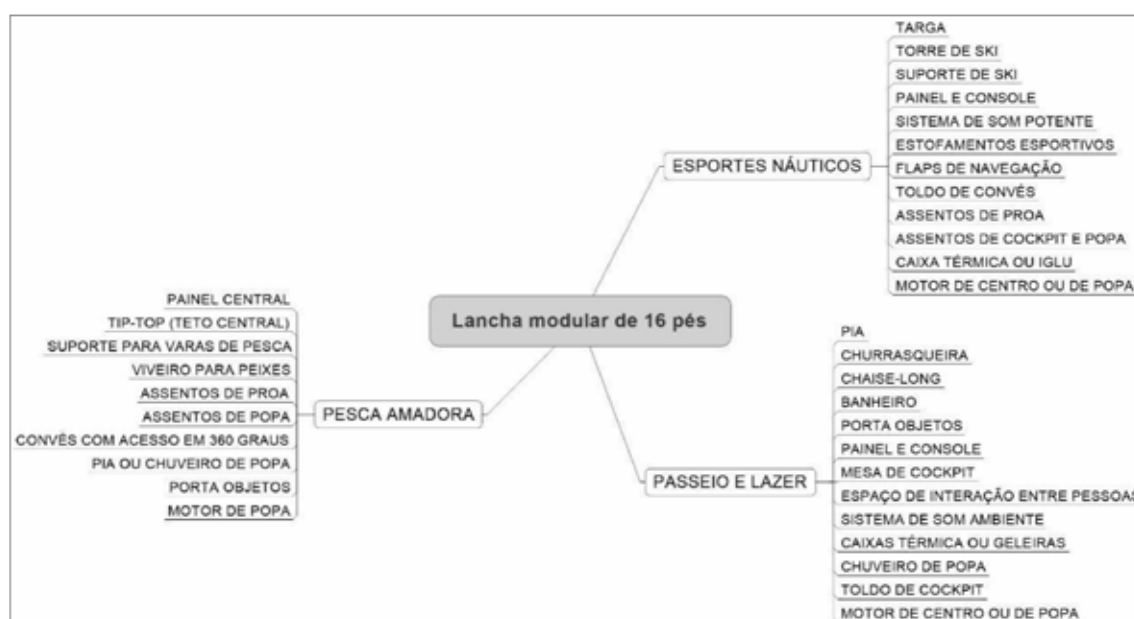 Lancha modular de 16 pés
ESPORTES NÁUTICOS
TARGA
TORRE DE SKI
SUPORTE DE SKI
PAINEL E CONSOLE
SISTEMA DE SOM POTENTE
ESTOFAMENTOS ESPORTIVOS
FLAPS DE NAVEGAÇÃO
TOLDO DE CONVÉS
ASSENTOS DE PROA
ASSENTOS DE COCKPIT E POPA
CAIXA TÉRMICA OU IGLU
MOTOR DE CENTRO OU DE POPA
PESCA AMADORA
PAINEL CENTRAL
TIP-TOP (TETO CENTRAL)
SUPORTE PARA VARAS DE PESCA
VIVEIRO PARA PEIXES
ASSENTOS DE PROA
ASSENTOS DE POPA
CONVÉS COM ACESSO EM 360 GRAUS
PIA OU CHUVEIRO DE POPA
PORTA OBJETOS
MOTOR DE POPA
PASSEIO E LAZER
PIA
CHURRASQUEIRA
CHAISE-LONG
BANHEIRO
PORTA OBJETOS
PAINEL E CONSOLE
MESA DE COCKPIT
ESPAÇO DE INTERAÇÃO ENTRE PESSOAS
SISTEMA DE SOM AMBIENTE
CAIXAS TÉRMICA OU GELEIRAS
CHUVEIRO DE POPA
TOLDO DE COCKPIT
MOTOR DE CENTRO OU DE POPA